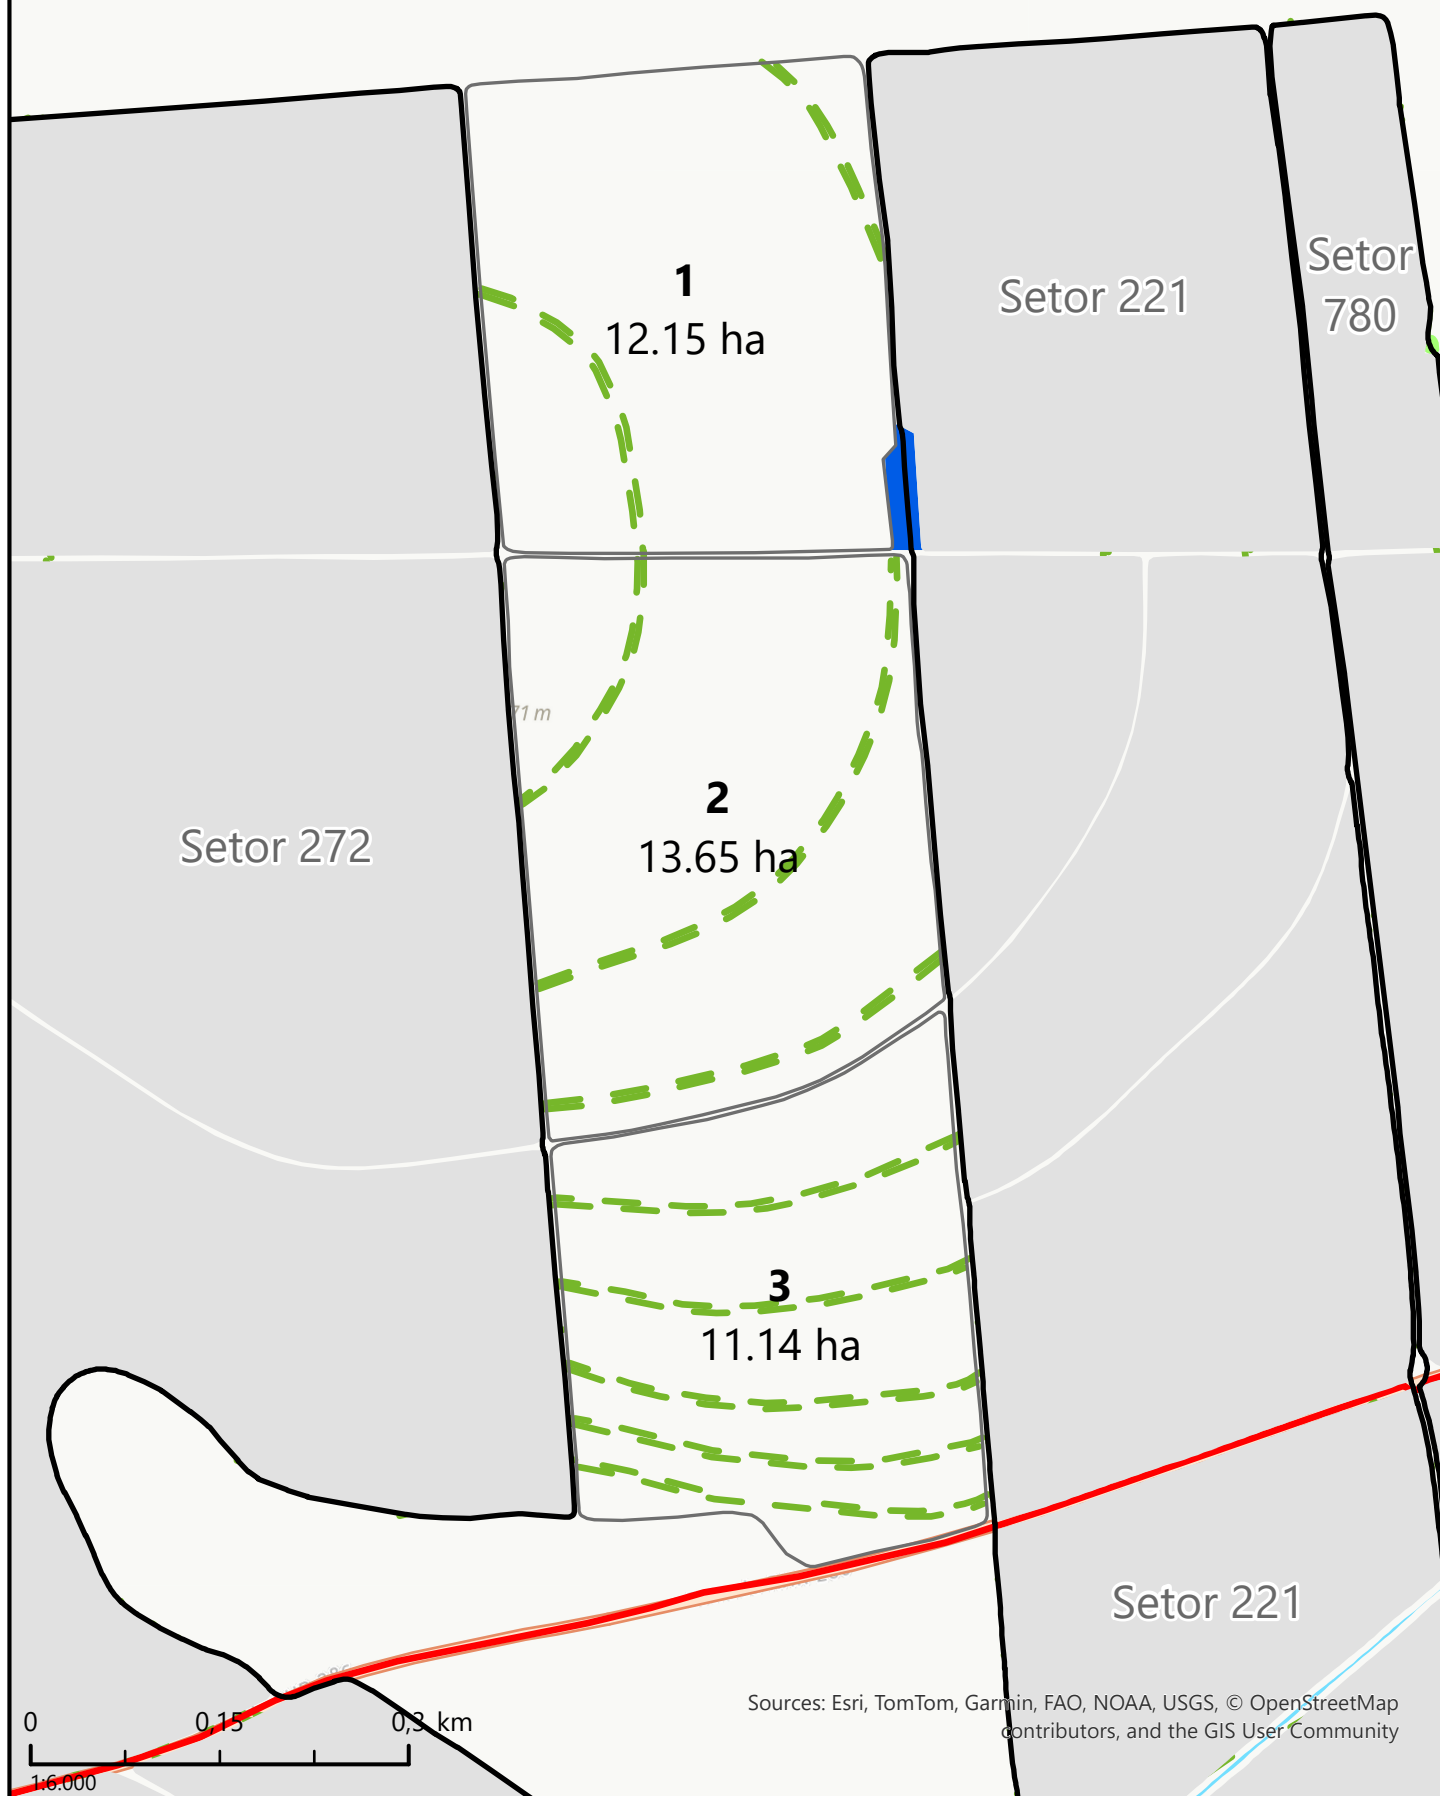 Setor
780
Setor 221
1
12.15 ha
71 m
2
13.65 ha
Setor 272
3
11.14 ha
Setor 221
Sources: Esri, TomTom, Garmin, FAO, NOAA, USGS, © OpenStreetMap
contributors, and the GIS User Community
0 0,15 0,3 km
1:6.000